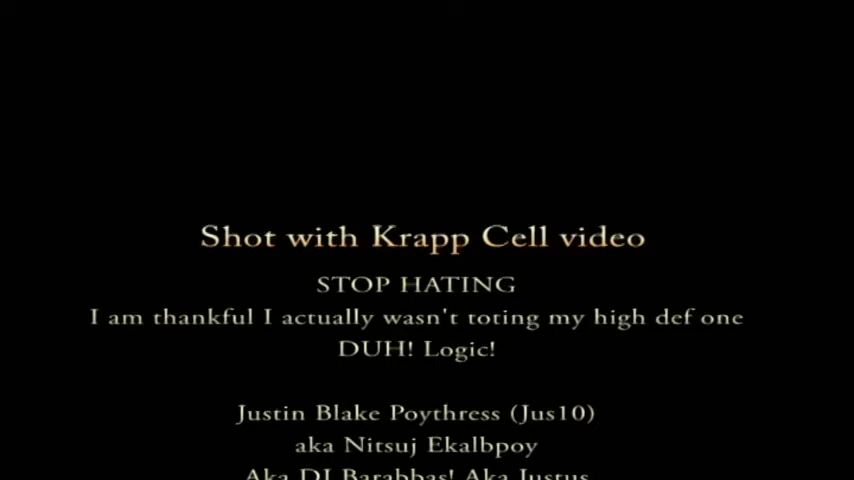 Shot with Krapp Cell video
STOP HATING
I am thankful I actually wasn't toting my high def one
DUH! Logic!
Justin Blake Poythress (Jus10)
aka Nitsuj Ekalbpoy
Aka DJ Barabbas! Aka Justus